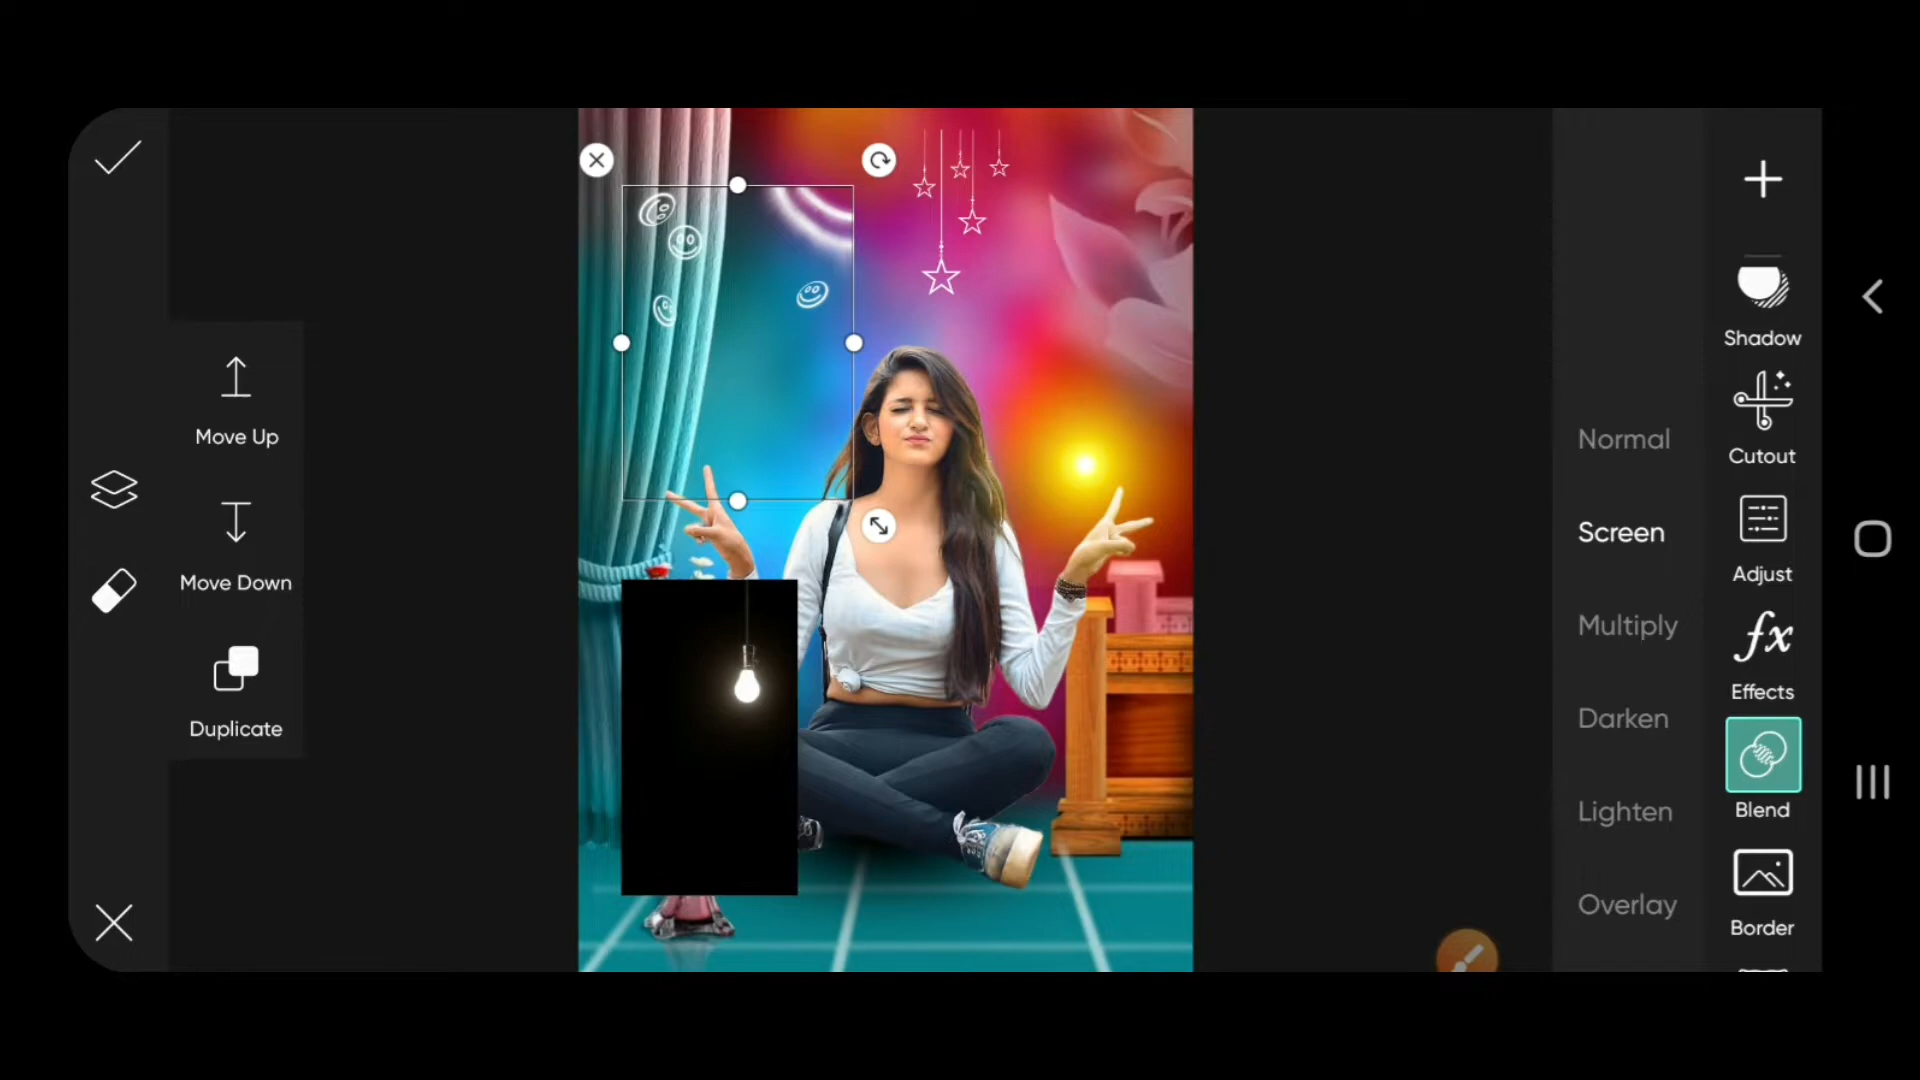 Move Up
Move Down
Duplicate
Normal
Screen
Multiply
Darken
Lighten
Overlay
Shadow
Cutout
Adjust
fx
Effects
Blend
Border